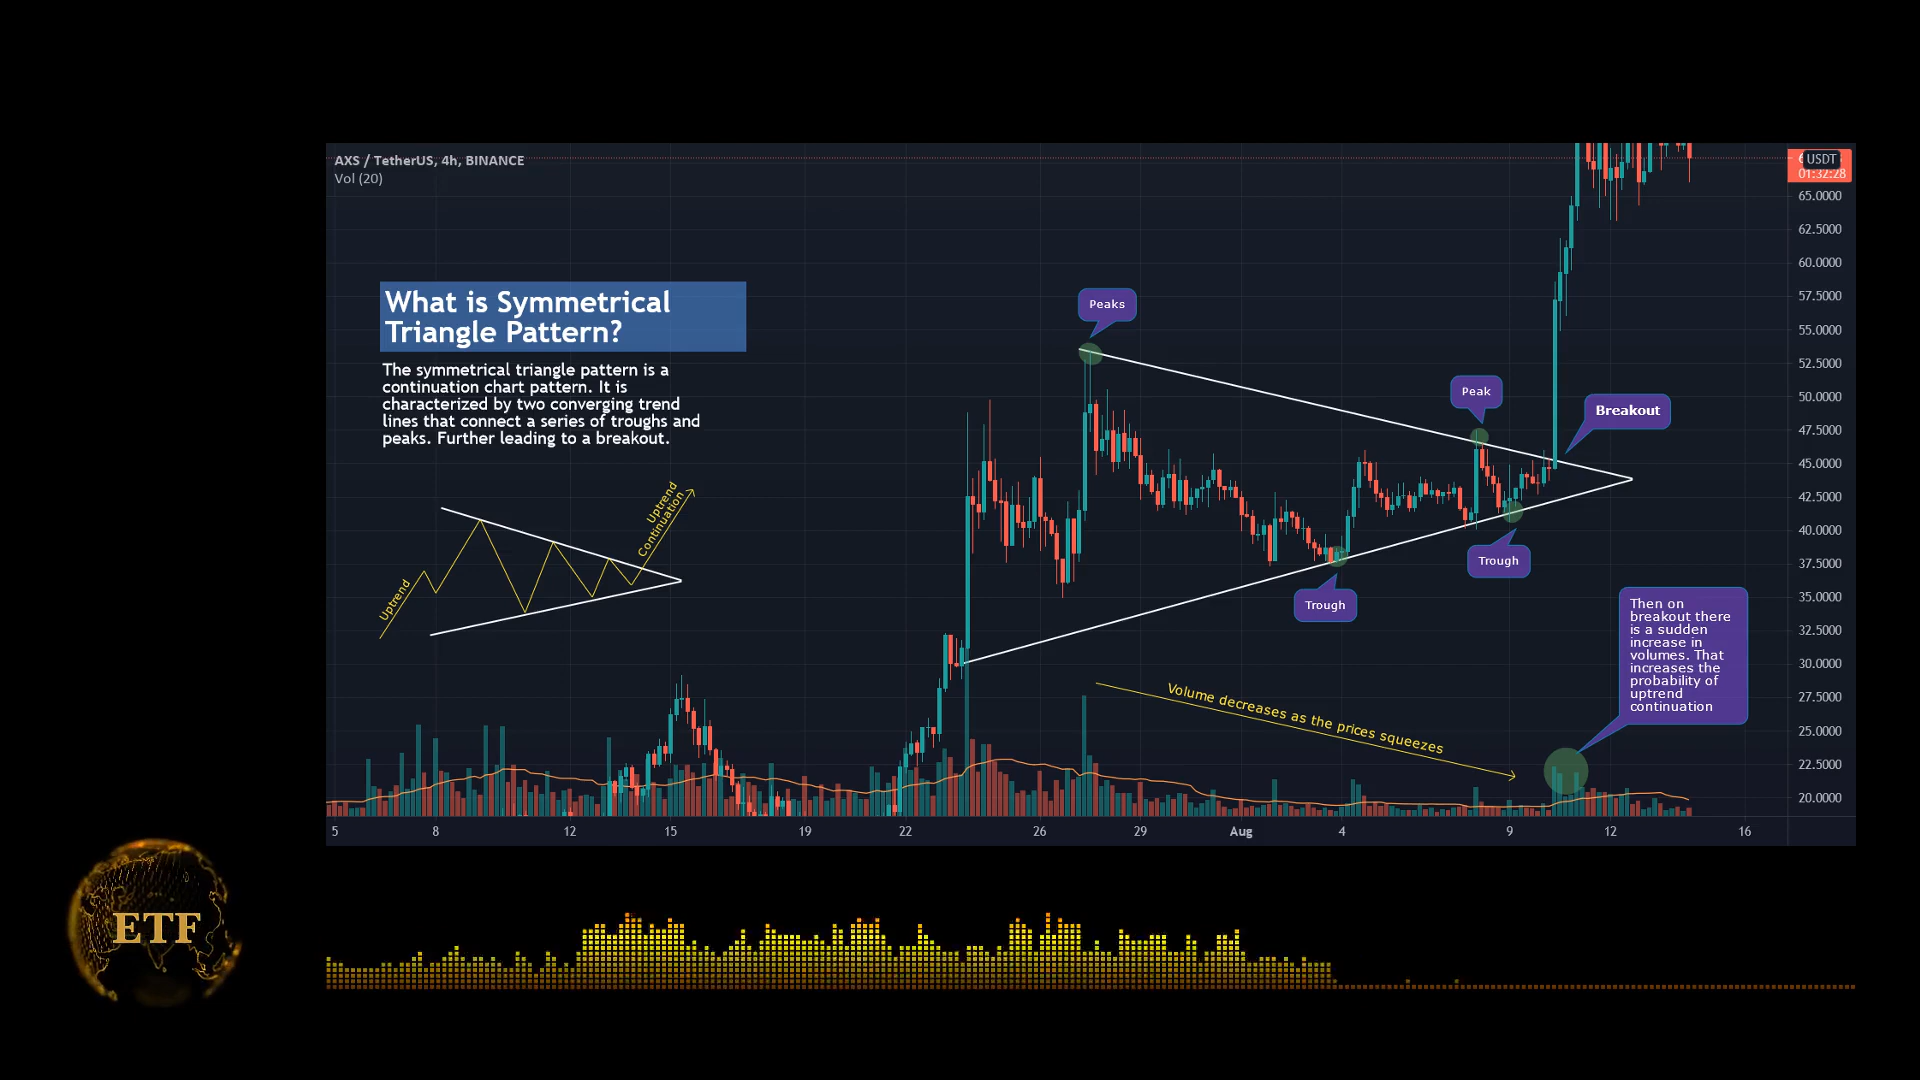 AXS / TetherUS, 4h, BINANCE
Vol (20)
USDT
01:32:28
65.0000
62.5000
60.0000
57.5000
55.0000
52.5000
50.0000
47.5000
45.0000
42.5000
40.0000
37.5000
35.0000
32.5000
30.0000
27.5000
25.0000
22.5000
20.0000
What is Symmetrical
Triangle Pattern?
The symmetrical triangle pattern is a
continuation chart pattern. It is
characterized by two converging trend
lines that connect a series of troughs and
peaks. Further leading to a breakout.
Uptrend
Uptrend
Continuation
Peaks
Peak
Breakout
Trough
Trough
Volume decreases as the prices squeezes
Then on
breakout there
is a sudden
increase in
volumes. That
increases the
probability of
uptrend
continuation
5 8 12 15 19 22 26 29 Aug 4 9 12 16
ETF